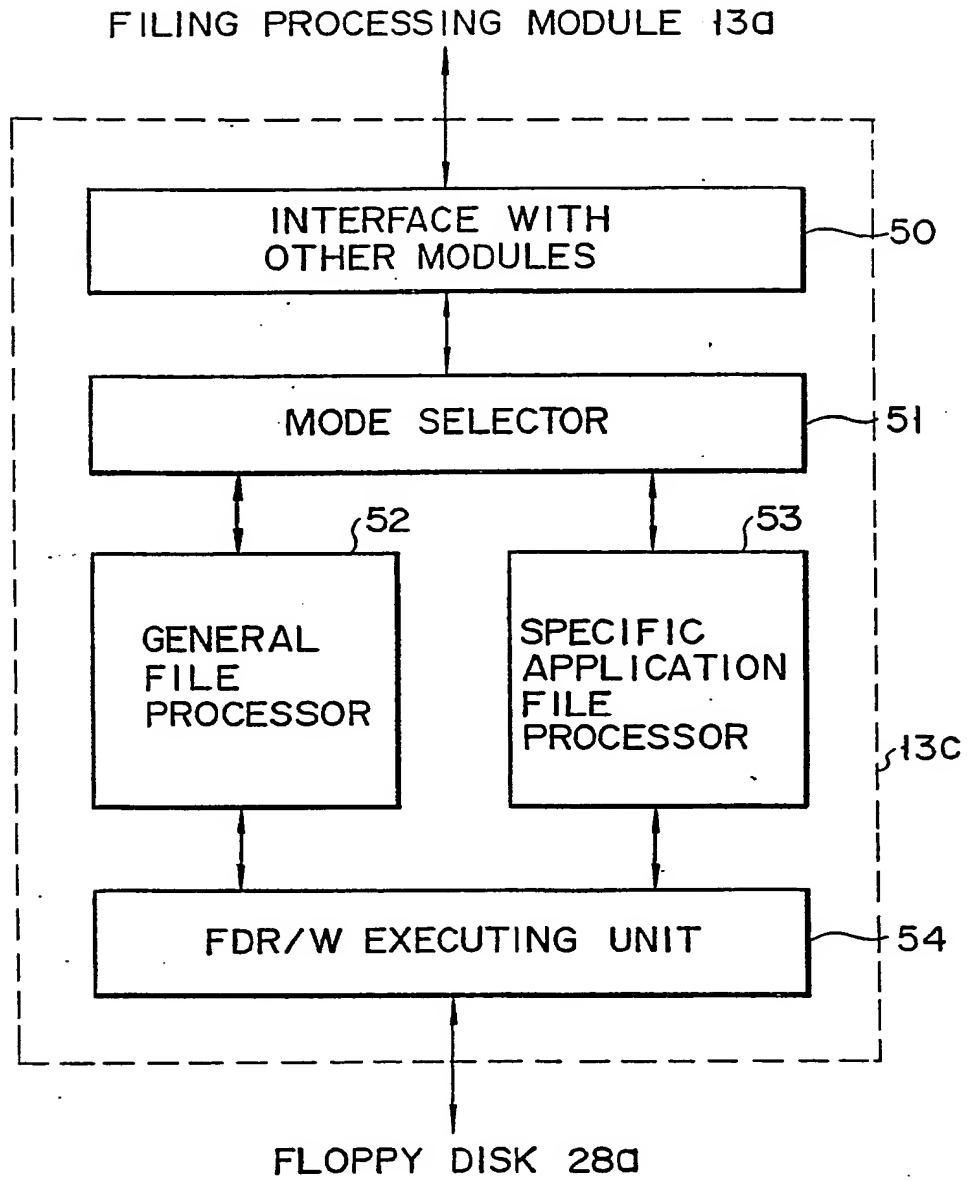 FILING PROCESSING MODULE 13a
INTERFACE WITH
OTHER MODULES
50
MODE SELECTOR
51
52
53
GENERAL
FILE
PROCESSOR
SPECIFIC
APPLICATION
FILE
PROCESSOR
13C
FDR/W EXECUTING UNIT
54
FLOPPY DISK 28a